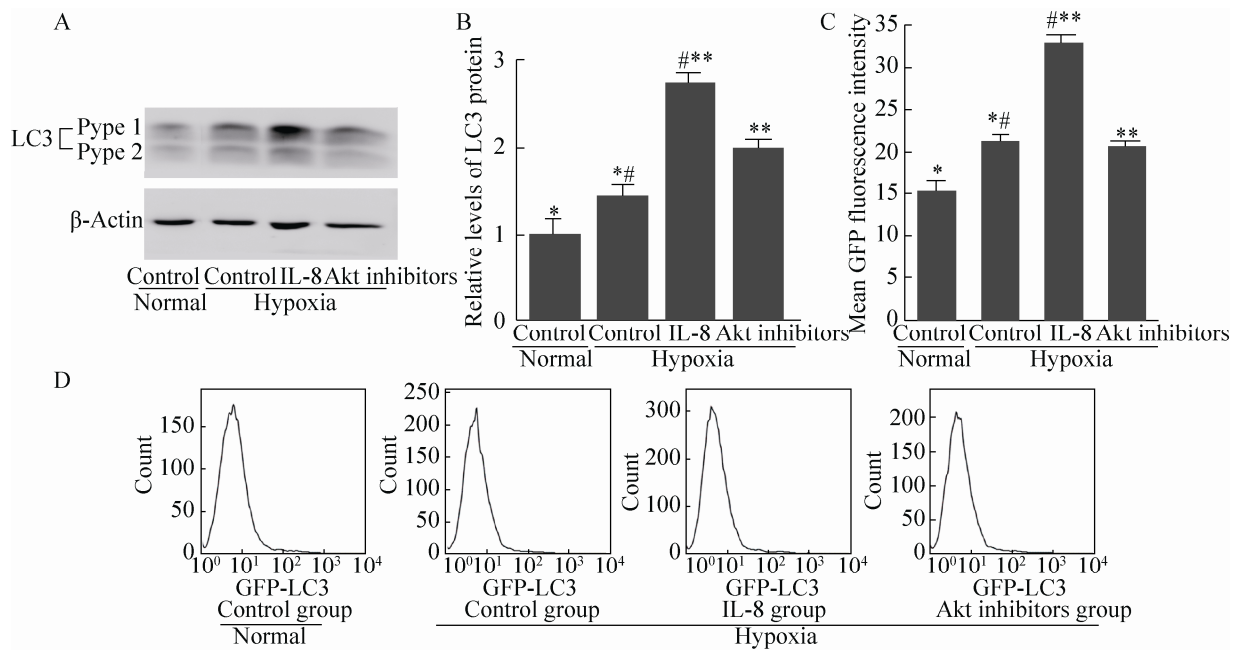 A
LC3
Pype 1
Pype 2
β-Actin
Control Control IL-8 Akt inhibitors
Normal Hypoxia
B
Relative levels of LC3 protein
3
2
1
0
*
*#
#**
**
Control Control IL-8 Akt inhibitors
Normal Hypoxia
C
Mean GFP fluorescence intensity
35
30
25
20
15
10
5
0
*
*#
#**
**
Control Control IL-8 Akt inhibitors
Normal Hypoxia
D
Count
150
100
50
0
10⁰ 10¹ 10² 10³ 10⁴
GFP-LC3
Control group
Normal
Count
250
200
150
100
50
0
10⁰ 10¹ 10² 10³ 10⁴
GFP-LC3
Control group
Count
300
200
100
0
10⁰ 10¹ 10² 10³ 10⁴
GFP-LC3
IL-8 group
Count
200
150
100
50
0
10⁰ 10¹ 10² 10³ 10⁴
GFP-LC3
Akt inhibitors group
Hypoxia